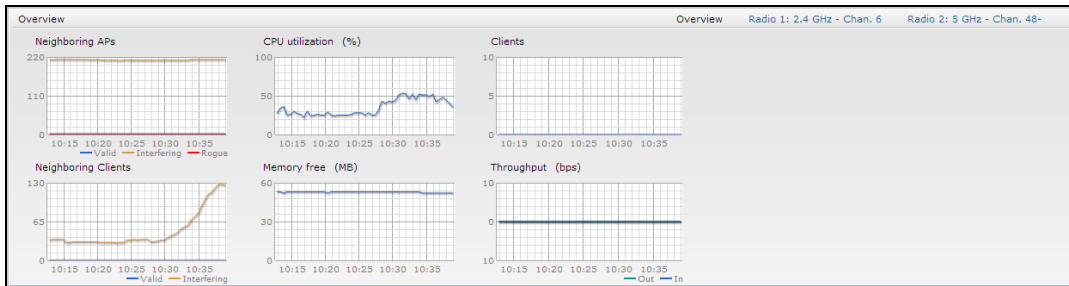 Overview
Overview Radio 1: 2.4 GHz - Chan. 6 Radio 2: 5 GHz - Chan. 48-
Neighboring APs
220
110
0
10:15 10:20 10:25 10:30 10:35
Valid Interfering Rogue
CPU utilization (%)
100
50
0
10:15 10:20 10:25 10:30 10:35
Clients
10
5
0
10:15 10:20 10:25 10:30 10:35
Neighboring Clients
130
65
0
10:15 10:20 10:25 10:30 10:35
Valid Interfering
Memory free (MB)
60
30
0
10:15 10:20 10:25 10:30 10:35
Throughput (bps)
10
0
10
10:15 10:20 10:25 10:30 10:35
Out In